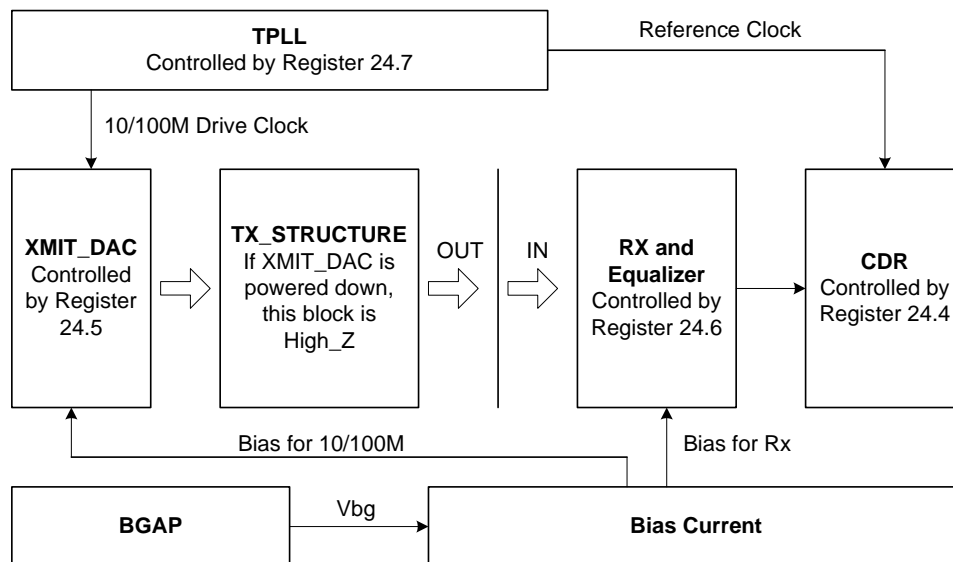 TPLL
Controlled by Register 24.7
Reference Clock
10/100M Drive Clock
XMIT_DAC
Controlled
by Register
24.5
TX_STRUCTURE
If XMIT_DAC is
powered down,
this block is
High_Z
OUT
IN
RX and
Equalizer
Controlled by
Register 24.6
CDR
Controlled by
Register 24.4
Bias for 10/100M
Bias for Rx
BGAP
Vbg
Bias Current